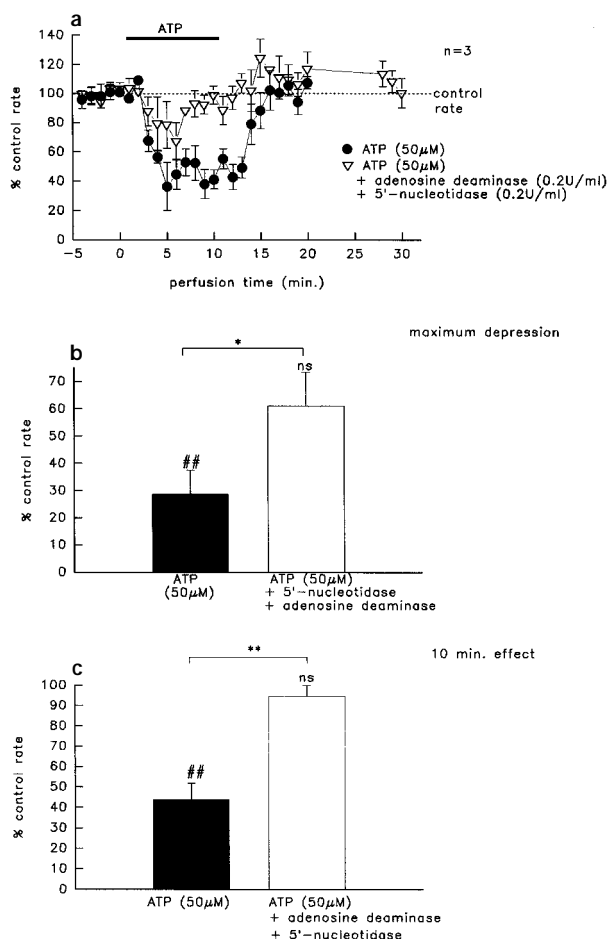 a
ATP
n=3
140
120
100
80
60
40
20
0
% control rate
control
rate
ATP (50μM)
ATP (50μM)
+ adenosine deaminase (0.2U/ml)
+ 5'-nucleotidase (0.2U/ml)
-5 0 5 10 15 20 25 30
perfusion time (min.)
maximum depression
b
*
ns
70
60
50
40
30
20
10
0
% control rate
##
ATP
(50μM)
ATP (50μM)
+ 5'-nucleotidase
+ adenosine deaminase
10 min. effect
c
**
ns
100
90
80
70
60
50
40
30
20
10
0
% control rate
##
ATP (50μM)
ATP (50μM)
+ adenosine deaminase
+ 5'-nucleotidase